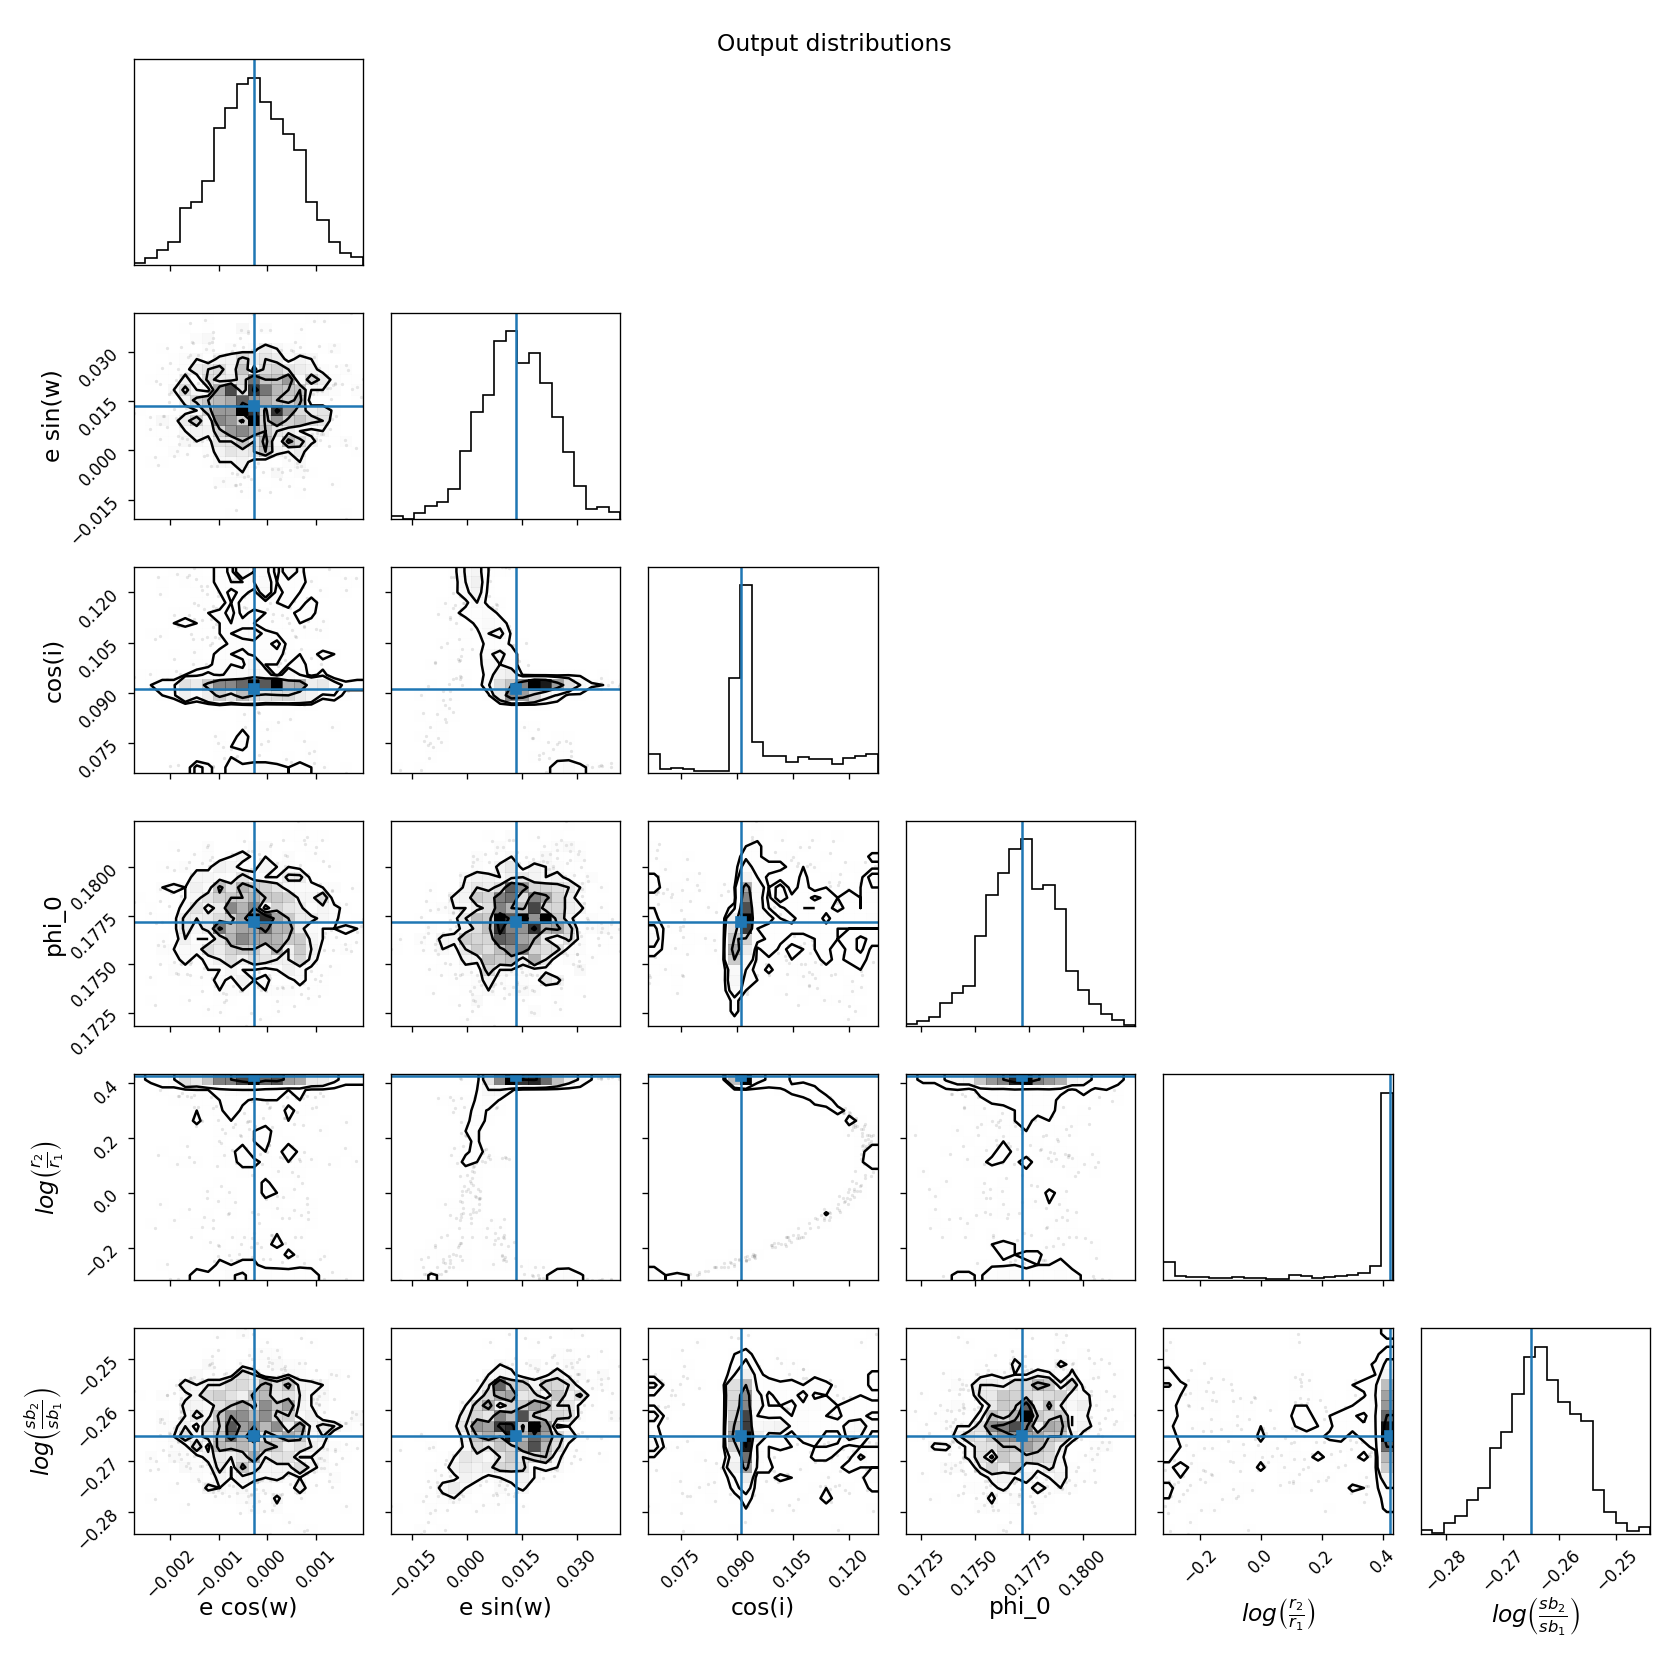 Output distributions
e sin(w)
0.030
0.015
0.000
−0.015
cos(i)
0.120
0.105
0.090
0.075
phi_0
0.1800
0.1775
0.1750
0.1725
log(r2/r1)
0.4
0.2
0.0
−0.2
log(sb2/sb1)
−0.25
−0.26
−0.27
−0.28
−0.002 −0.001 0.000 0.001
−0.015 0.000 0.015 0.030
0.075 0.090 0.105 0.120
0.1725 0.1750 0.1775 0.1800
−0.2 0.0 0.2 0.4
−0.28 −0.27 −0.26 −0.25
e cos(w)
e sin(w)
cos(i)
phi_0
log(r2/r1)
log(sb2/sb1)